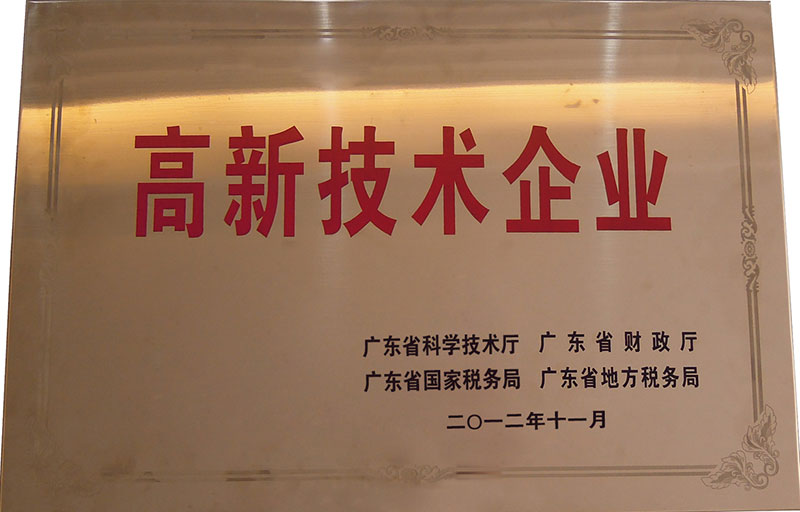 高新技术企业
广东省科学技术厅 广东省财政厅
广东省国家税务局 广东省地方税务局
二〇一二年十一月